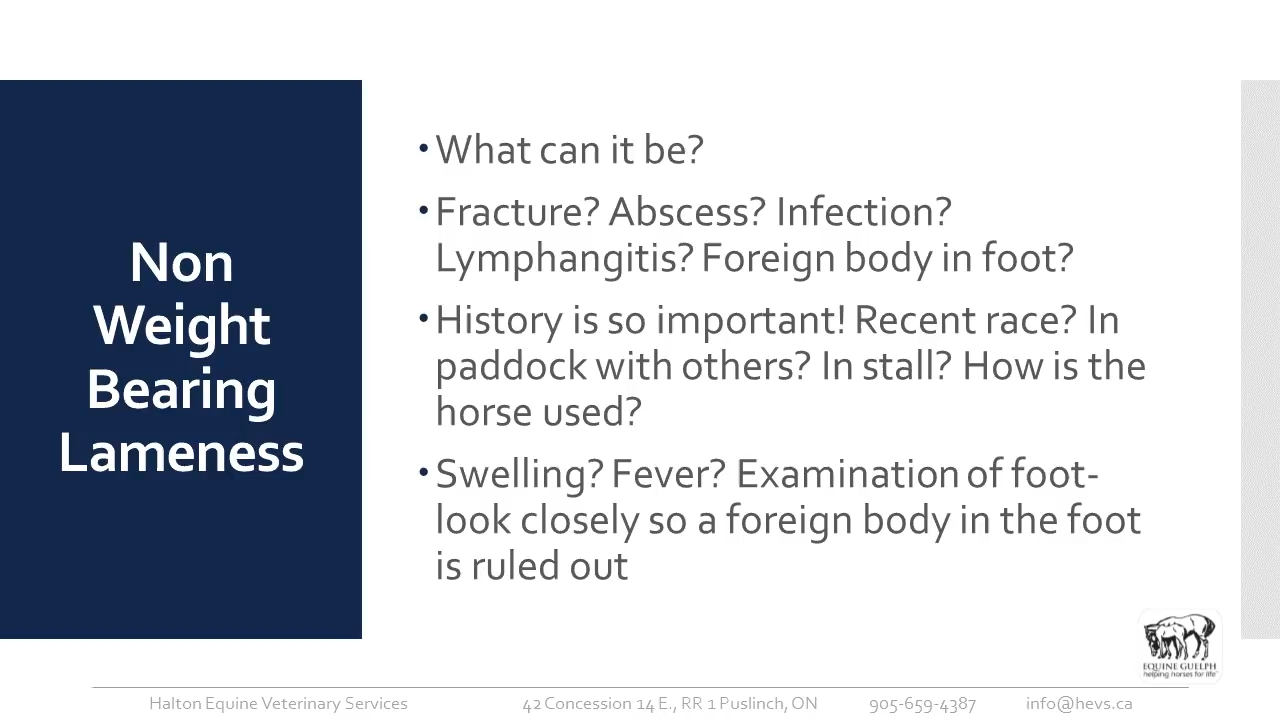 Non
Weight
Bearing
Lameness
•What can it be?
•Fracture? Abscess? Infection?
Lymphangitis? Foreign body in foot?
•History is so important! Recent race? In
paddock with others? In stall? How is the
horse used?
•Swelling? Fever? Examination of foot-
look closely so a foreign body in the foot
is ruled out
EQUINE GUELPH
helping horses for life™
Halton Equine Veterinary Services 42 Concession 14 E., RR 1 Puslinch, ON 905-659-4387 info@hevs.ca